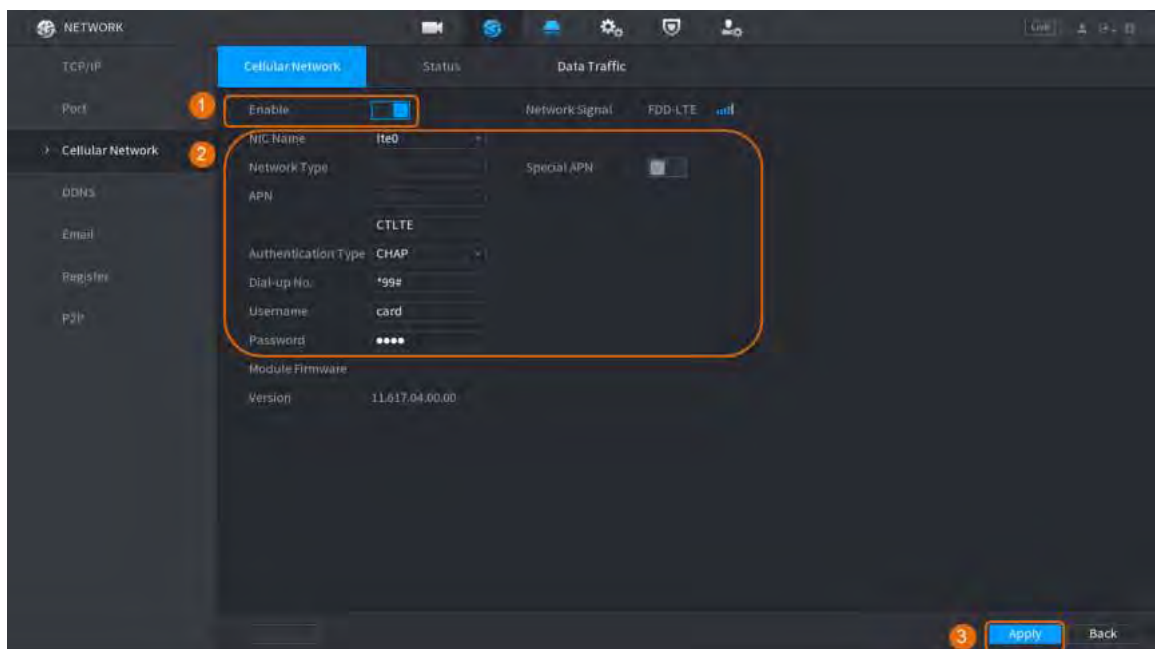 NETWORK
Live
TCP/IP
Port
Cellular Network
DDNS
Email
Register
P2P
Cellular Network
Status
Data Traffic
1
Enable
Network Signal
FDD-LTE
2
NIC Name
lte0
Network Type
Special APN
APN
CTLTE
Authentication Type
CHAP
Dial-up No.
*99#
Username
card
Password
••••
Module Firmware
Version
11.617.04.00.00
3
Apply
Back